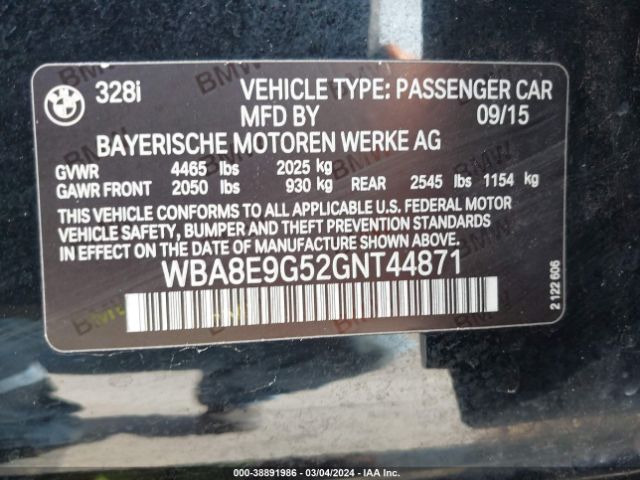 BMW 328i VEHICLE TYPE: PASSENGER CAR
MFD BY 09/15
BAYERISCHE MOTOREN WERKE AG
GVWR 4465 lbs 2025 kg
GAWR FRONT 2050 lbs 930 kg REAR 2545 lbs 1154 kg
THIS VEHICLE CONFORMS TO ALL APPLICABLE U.S. FEDERAL MOTOR
VEHICLE SAFETY, BUMPER AND THEFT PREVENTION STANDARDS
IN EFFECT ON THE DATE OF MANUFACTURE SHOWN ABOVE.
WBA8E9G52GNT44871
2 122 606
000-38891986 - 03/04/2024 - IAA Inc.